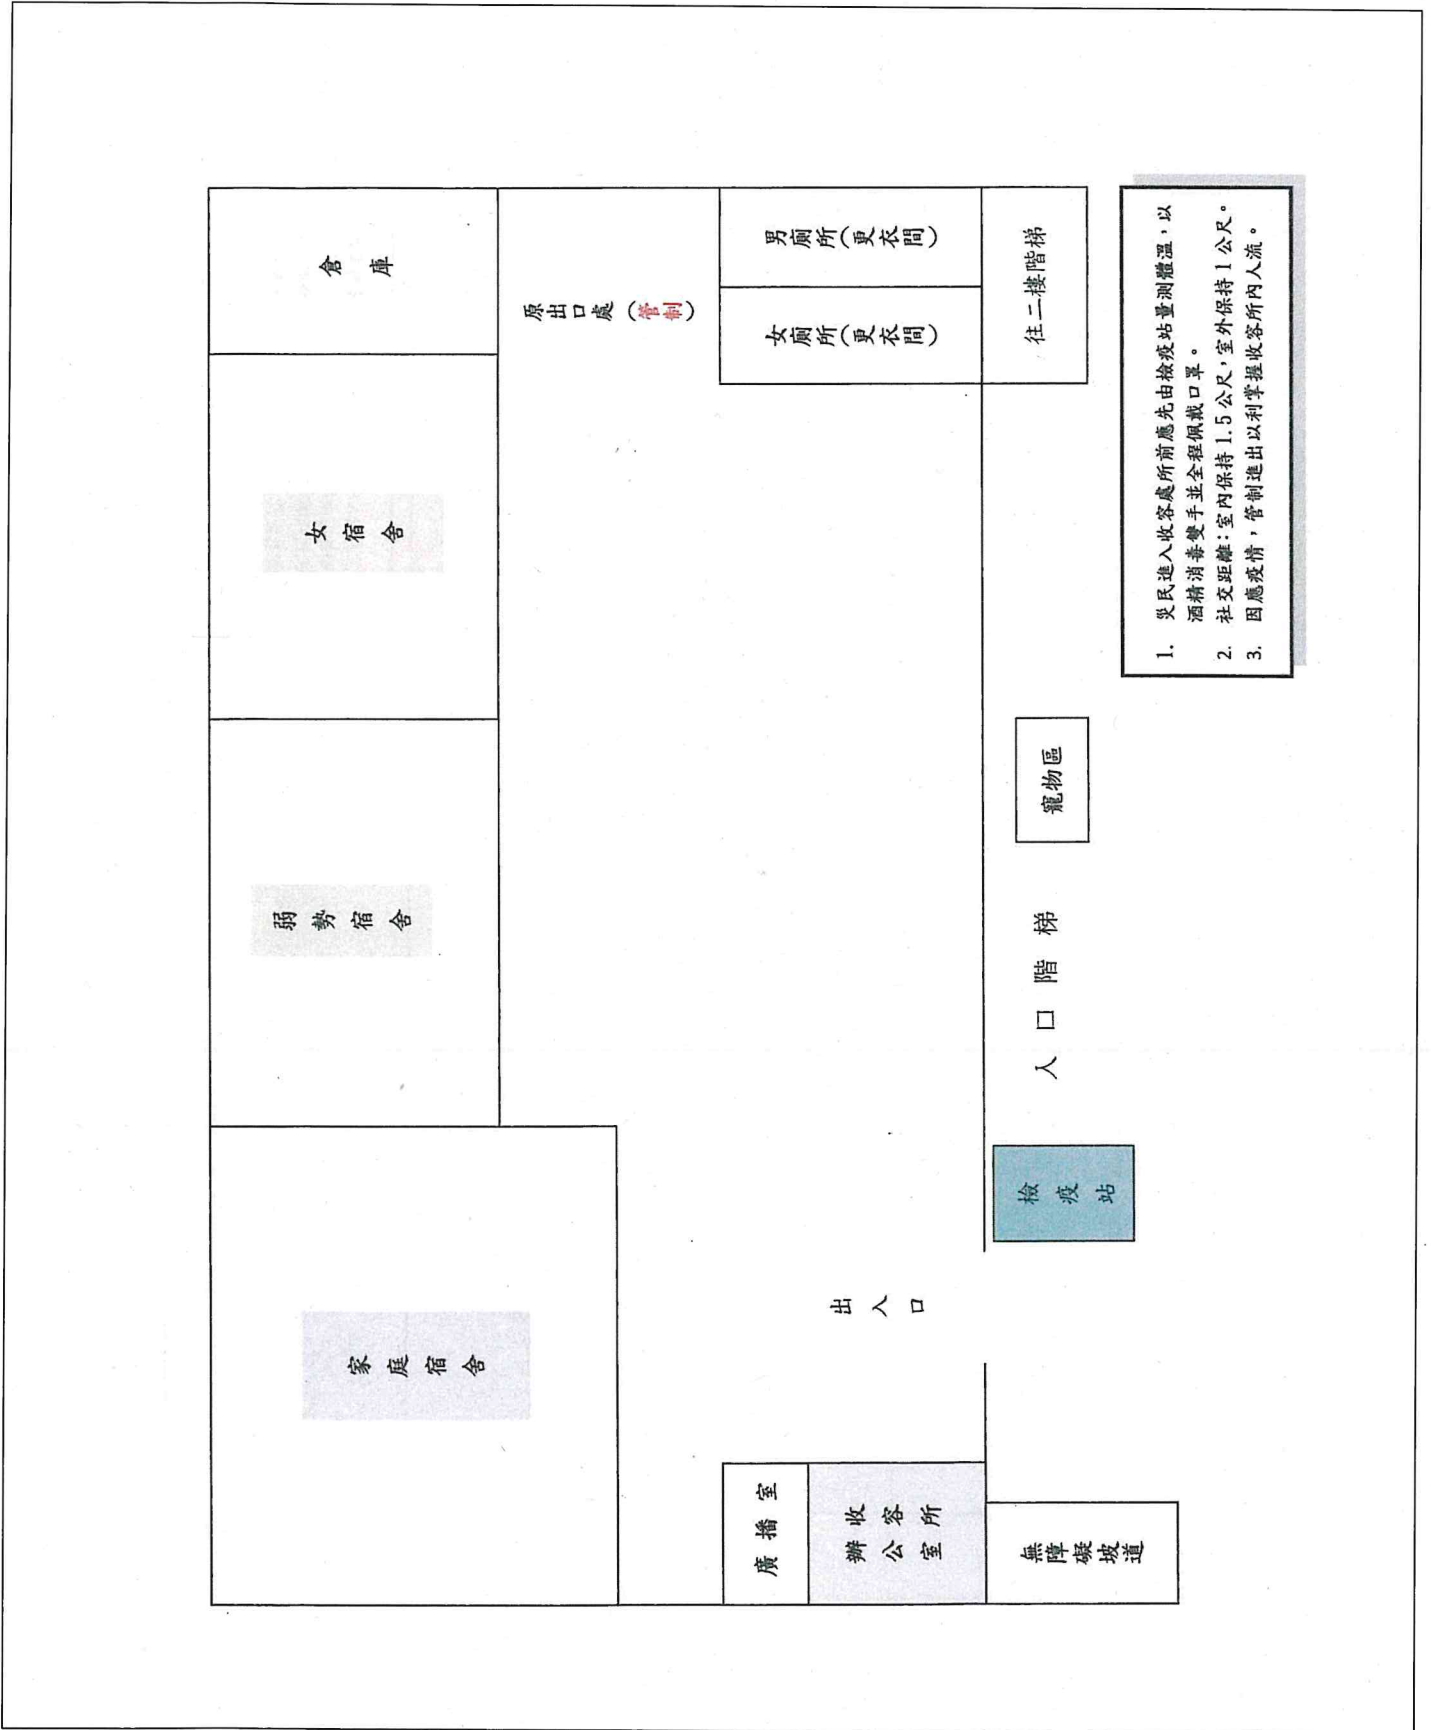 家庭宿舍
弱勢宿舍
女宿舍
倉庫
原出口處(管制)
廣播室
收容所
辦公室
出入口
女廁所(更衣間)
男廁所(更衣間)
無障礙坡道
檢疫站
入口階梯
寵物區
往二樓階梯
1. 災民進入收容處所前應先由檢疫站量測體溫,以
酒精消毒雙手並全程佩戴口罩。
2. 社交距離:室內保持1.5公尺,室外保持1公尺。
3. 因應疫情,管制進出以利掌握收容所內人流。